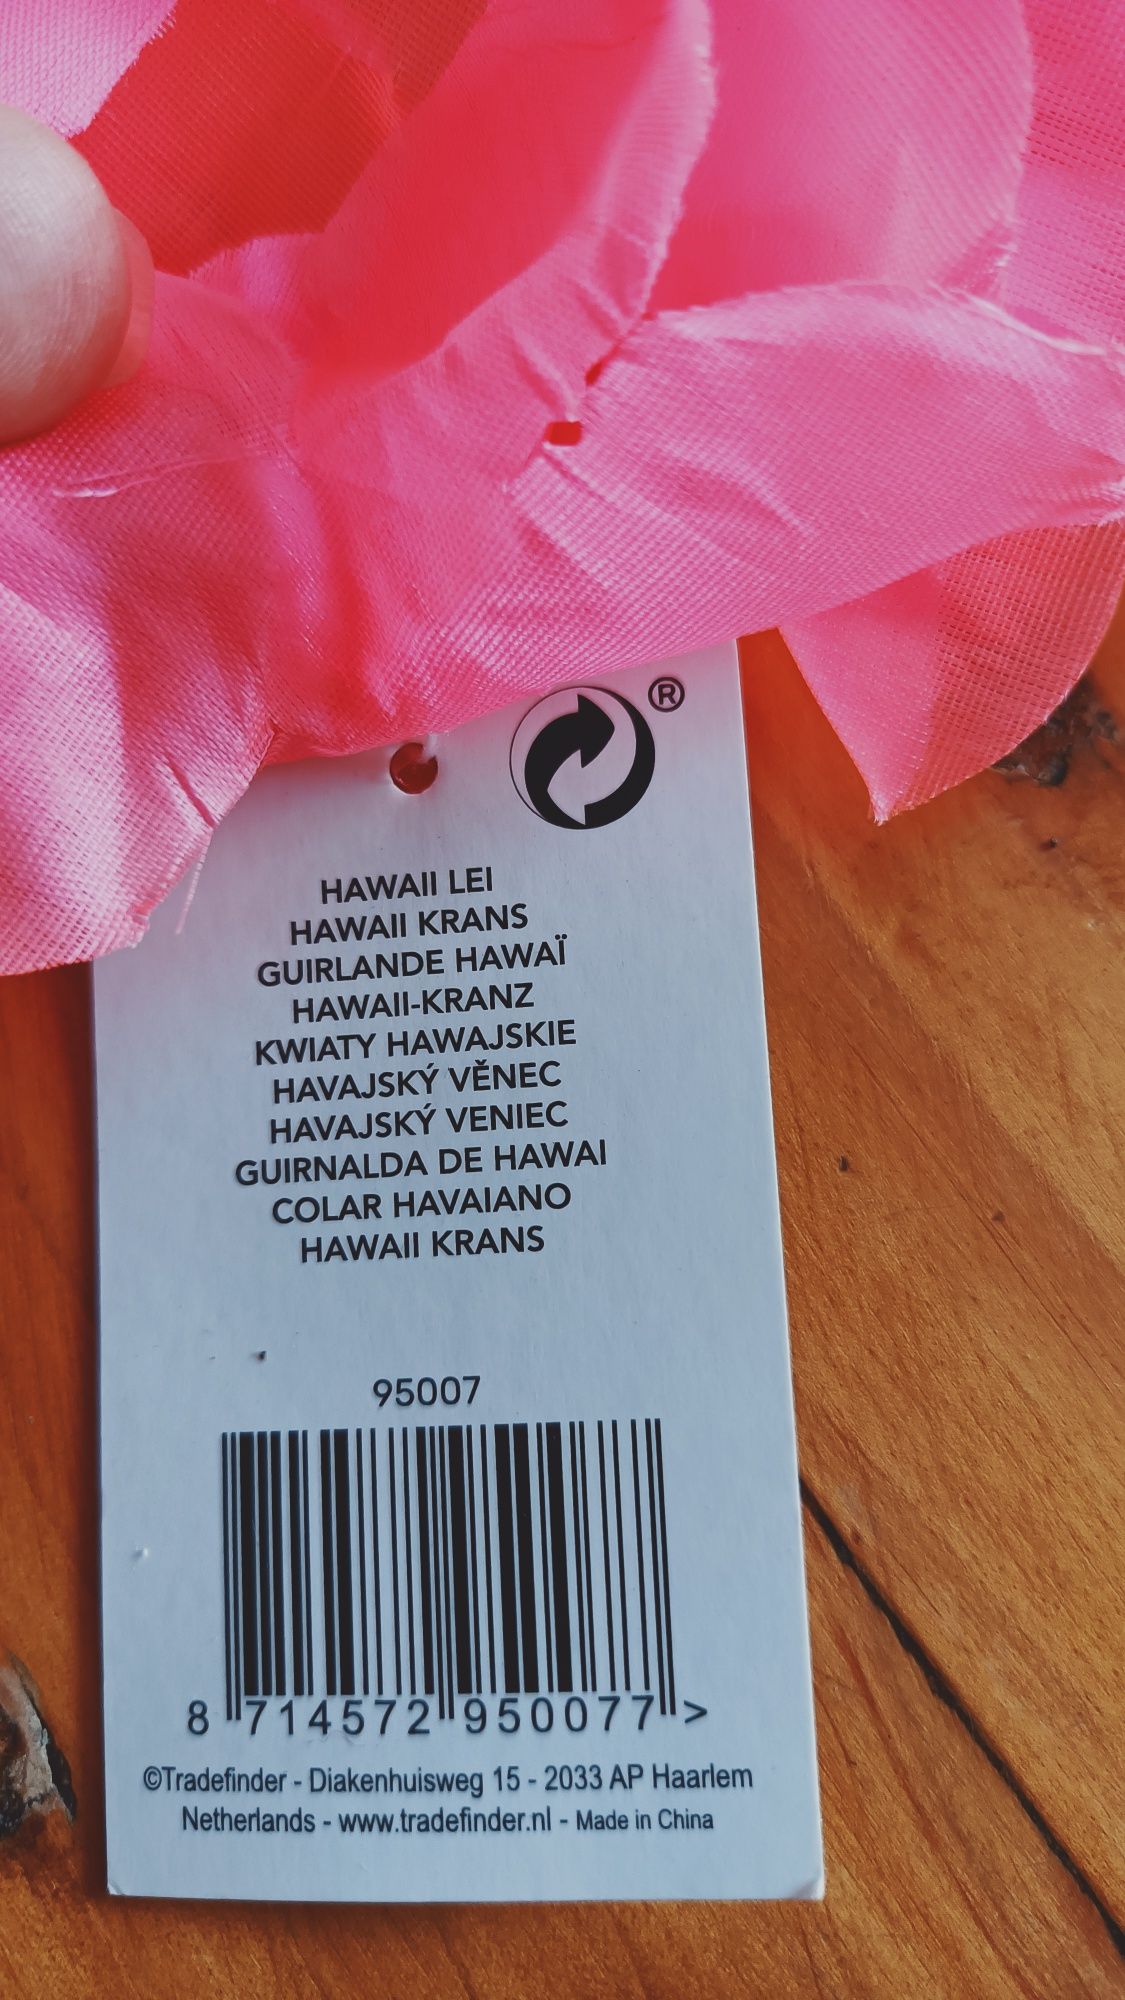 ®
HAWAII LEI
HAWAII KRANS
GUIRLANDE HAWAÏ
HAWAII-KRANZ
KWIATY HAWAJSKIE
HAVAJSKÝ VĚNEC
HAVAJSKÝ VENIEC
GUIRNALDA DE HAWAI
COLAR HAVAIANO
HAWAII KRANS
95007
8 714572 950077 >
©Tradefinder - Diakenhuisweg 15 - 2033 AP Haarlem
Netherlands - www.tradefinder.nl - Made in China